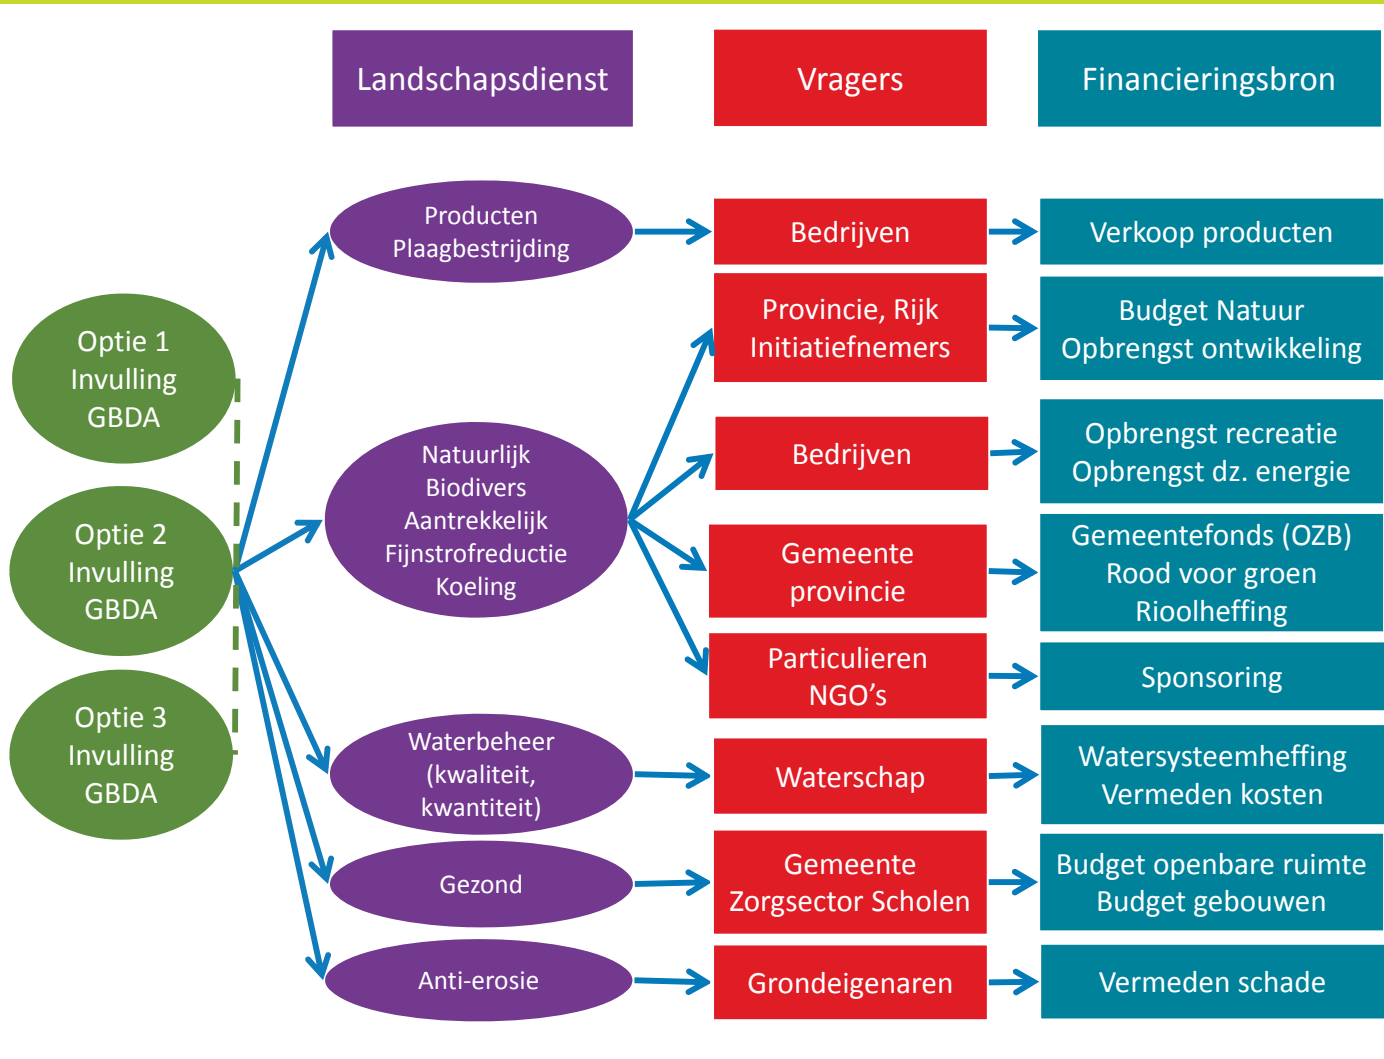 Landschapsdienst
Vragers
Financieringsbron
Optie 1
Invulling
GBDA
Optie 2
Invulling
GBDA
Optie 3
Invulling
GBDA
Producten
Plaagbestrijding
Bedrijven
Verkoop producten
Natuurlijk
Biodivers
Aantrekkelijk
Fijnstrofreductie
Koeling
Provincie, Rijk
Initiatiefnemers
Budget Natuur
Opbrengst ontwikkeling
Bedrijven
Opbrengst recreatie
Opbrengst dz. energie
Gemeente
provincie
Gemeentefonds (OZB)
Rood voor groen
Rioolheffing
Particulieren
NGO's
Sponsoring
Waterbeheer
(kwaliteit,
kwantiteit)
Waterschap
Watersysteemheffing
Vermeden kosten
Gezond
Gemeente
Zorgsector Scholen
Budget openbare ruimte
Budget gebouwen
Anti-erosie
Grondeigenaren
Vermeden schade